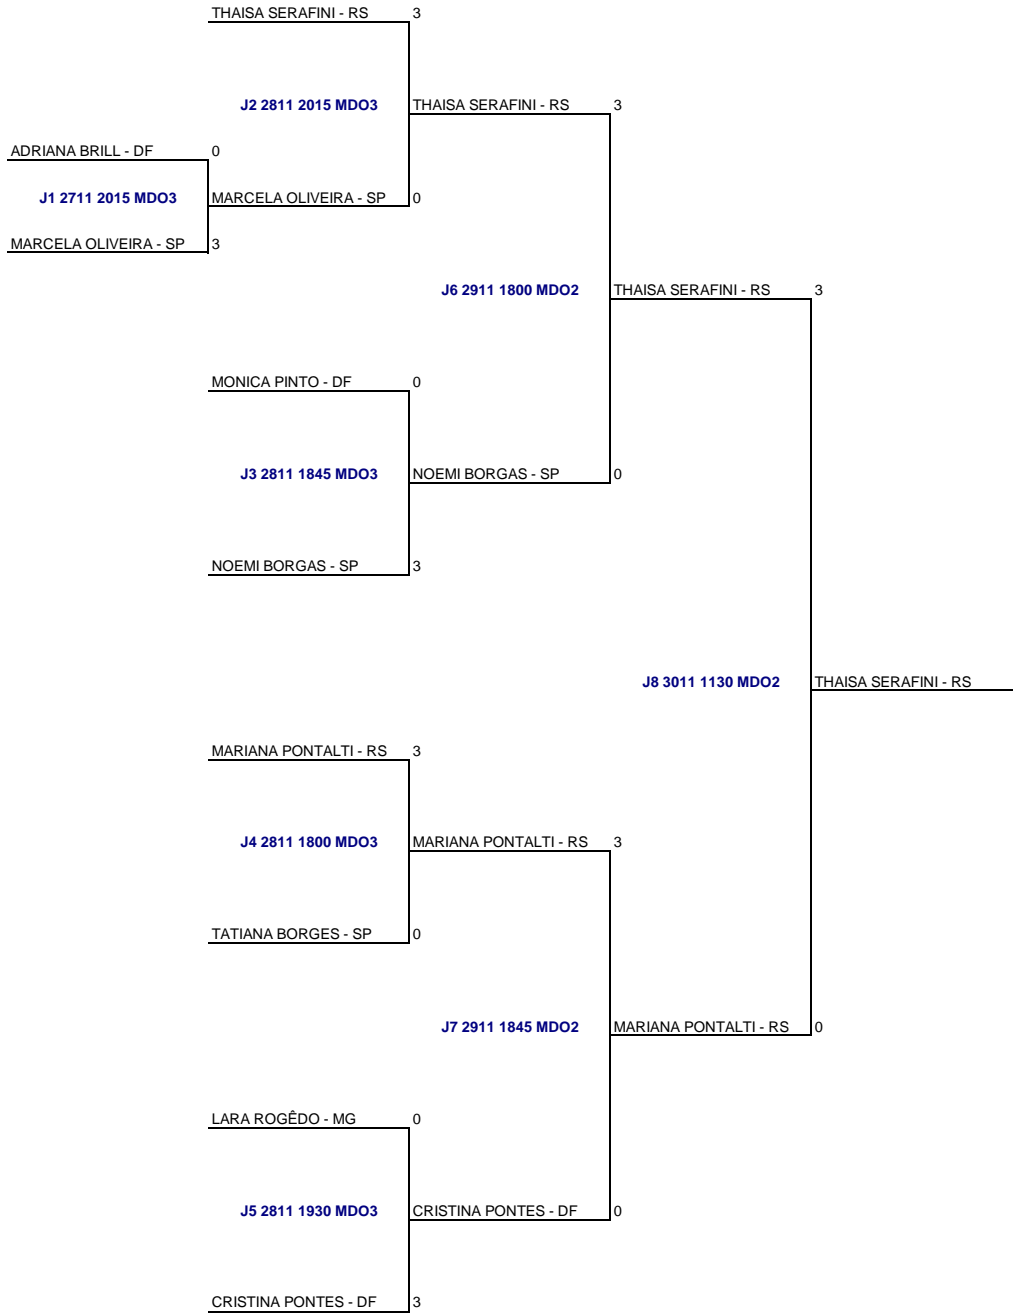 THAISA SERAFINI - RS 3
J2 2811 2015 MDO3 THAISA SERAFINI - RS 3
ADRIANA BRILL - DF 0
J1 2711 2015 MDO3 MARCELA OLIVEIRA - SP 0
MARCELA OLIVEIRA - SP 3
J6 2911 1800 MDO2 THAISA SERAFINI - RS 3
MONICA PINTO - DF 0
J3 2811 1845 MDO3 NOEMI BORGAS - SP 0
NOEMI BORGAS - SP 3
J8 3011 1130 MDO2 THAISA SERAFINI - RS
MARIANA PONTALTI - RS 3
J4 2811 1800 MDO3 MARIANA PONTALTI - RS 3
TATIANA BORGES - SP 0
J7 2911 1845 MDO2 MARIANA PONTALTI - RS 0
LARA ROGÊDO - MG 0
J5 2811 1930 MDO3 CRISTINA PONTES - DF 0
CRISTINA PONTES - DF 3